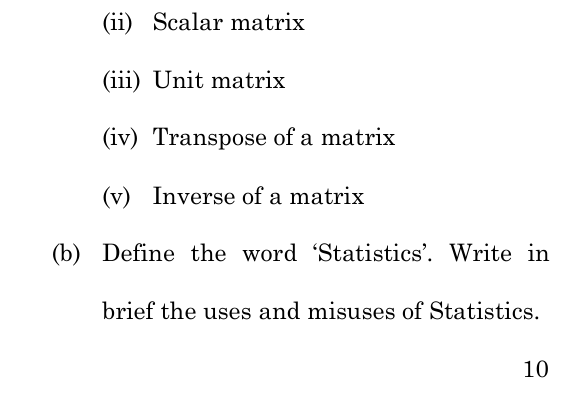 (ii) Scalar matrix
(iii) Unit matrix
(iv) Transpose of a matrix
(v) Inverse of a matrix
(b) Define the word ‘Statistics’. Write in
brief the uses and misuses of Statistics.
10